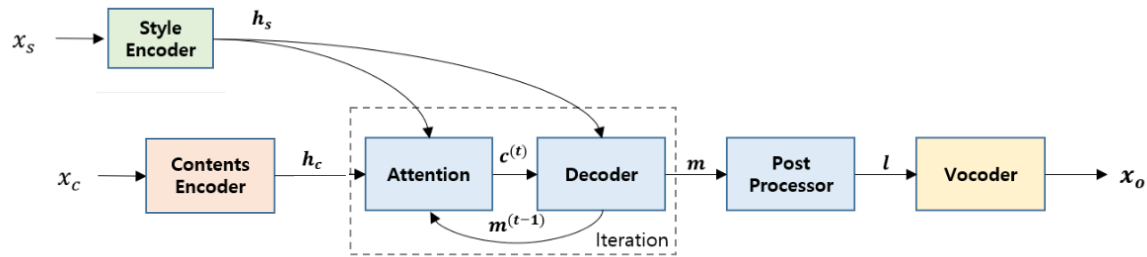 x_s
Style
Encoder
h_s
x_c
Contents
Encoder
h_c
Attention
c^(t)
Decoder
m^(t−1)
Iteration
m
Post
Processor
l
Vocoder
x_o